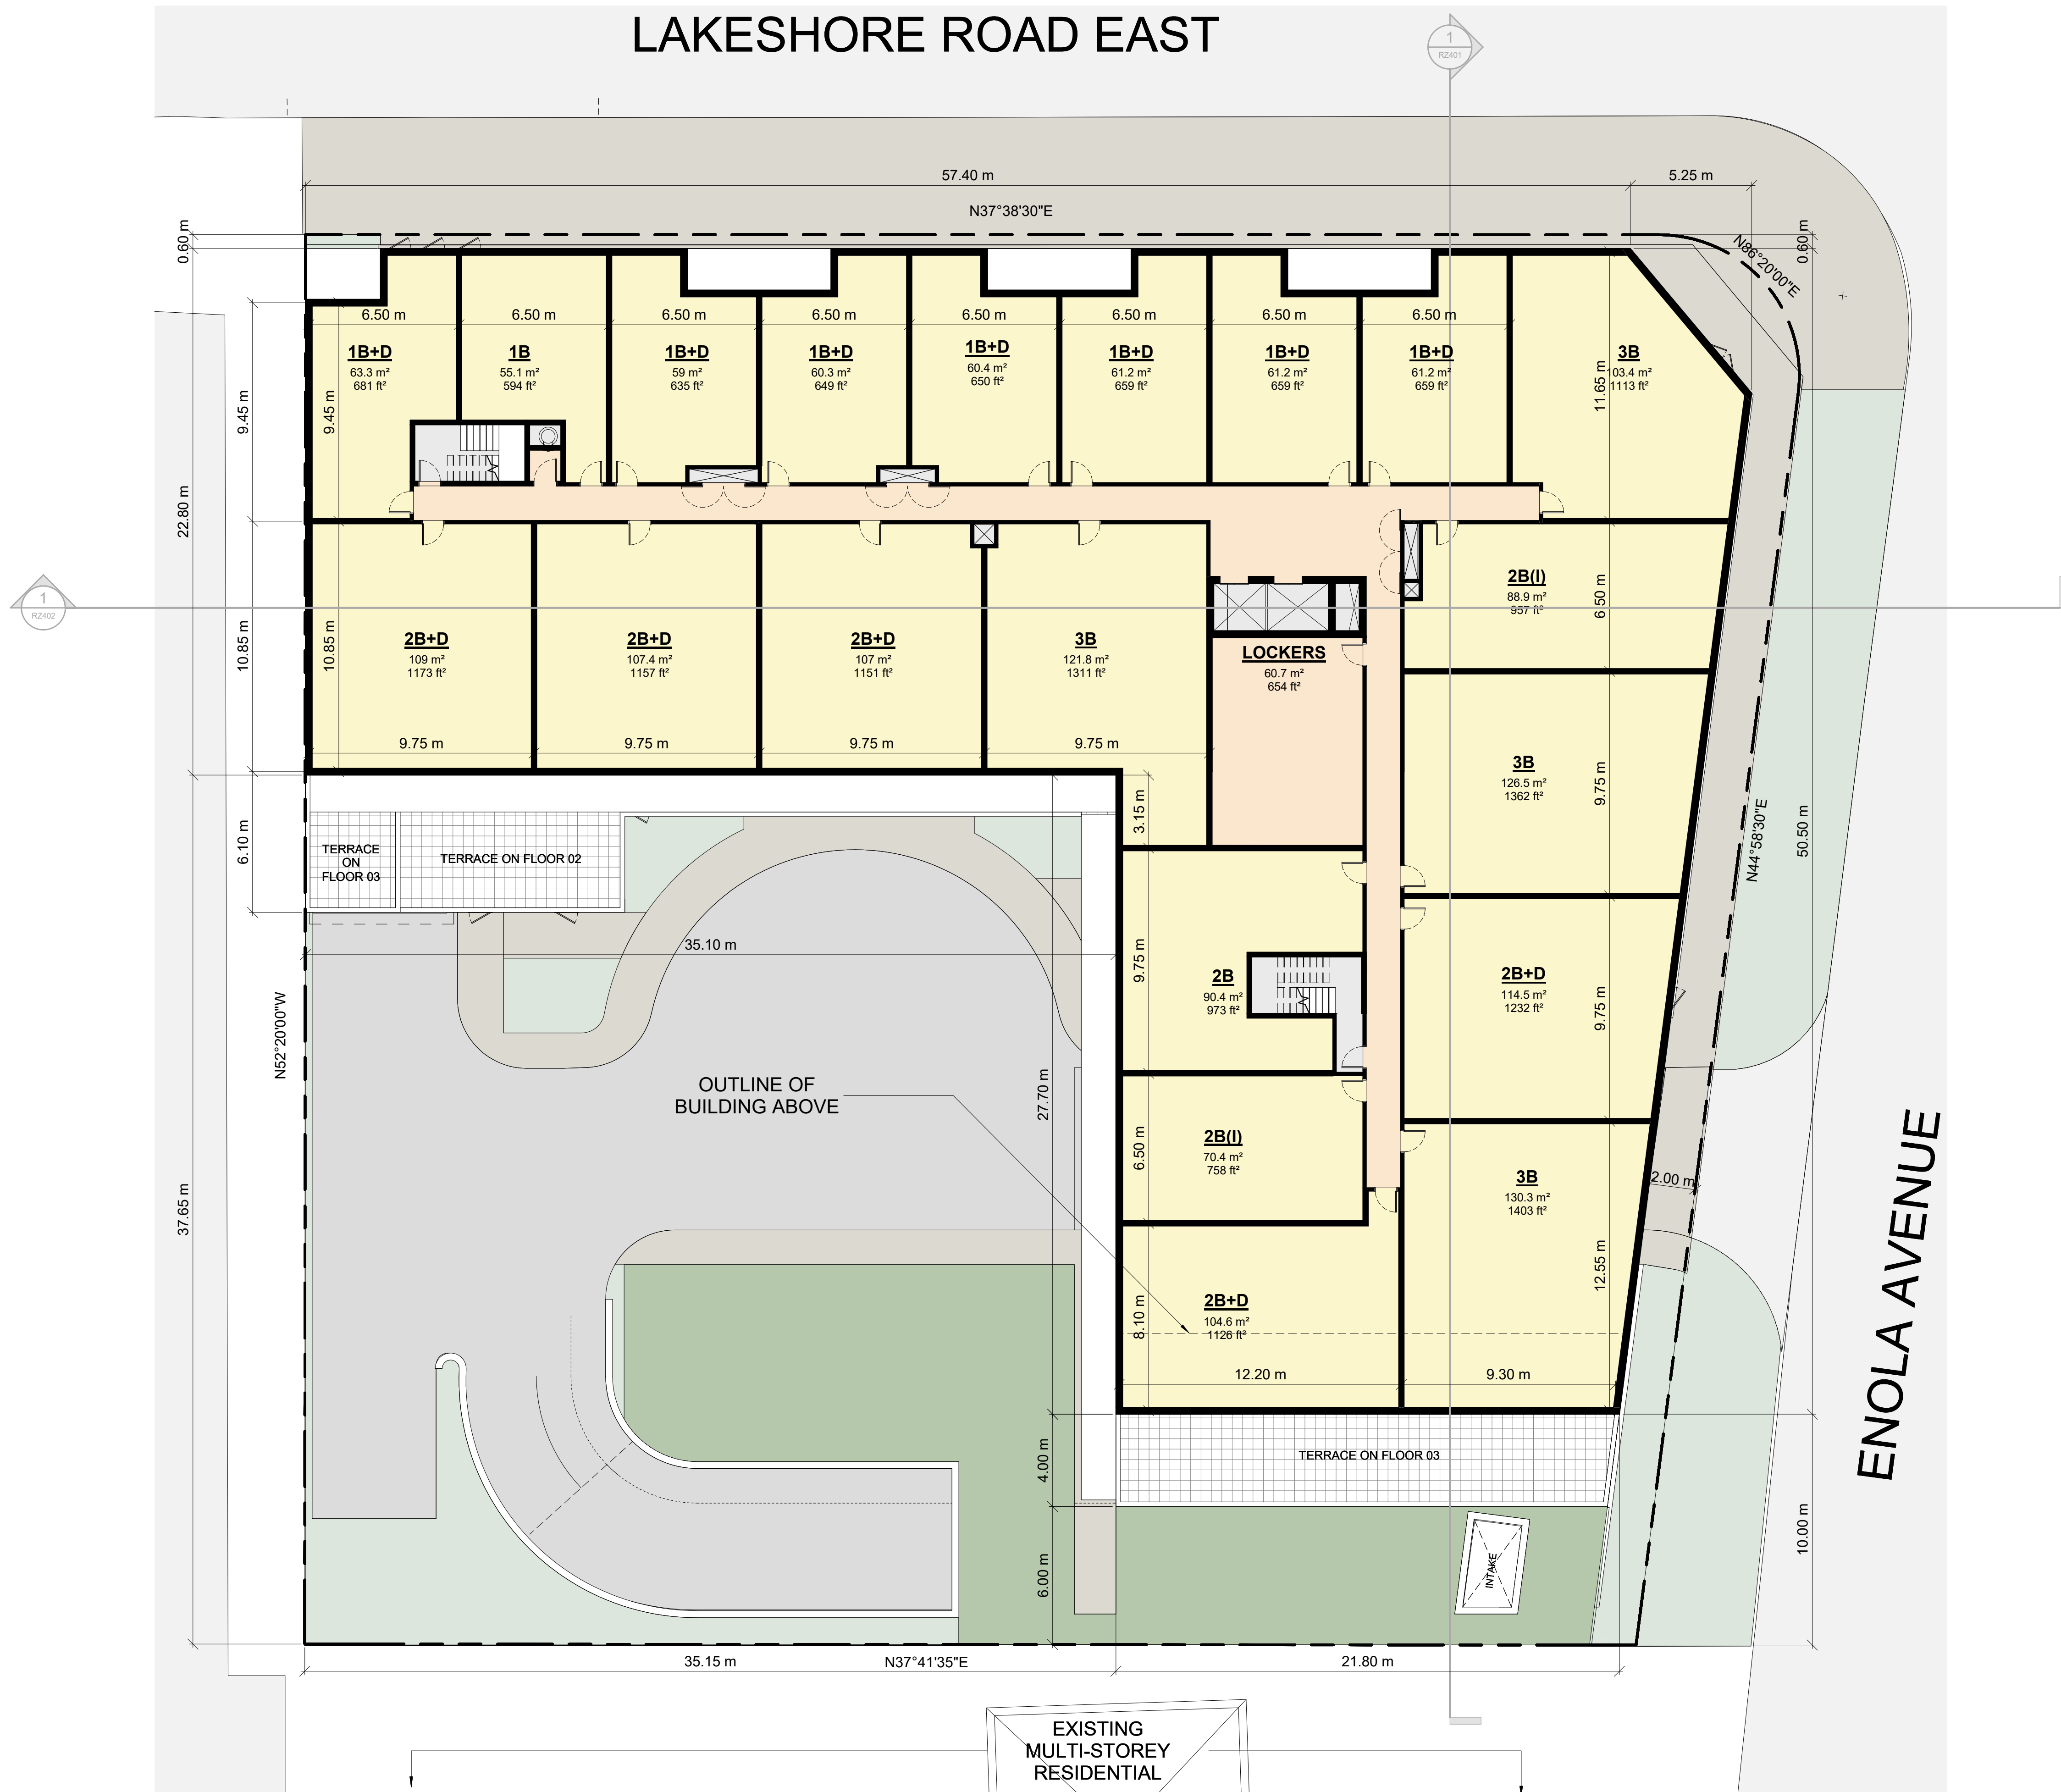 LAKESHORE ROAD EAST
1
RZ401
57.40 m
5.25 m
N37°38'30"E
0.60 m
0.60 m
N86°20'00"E
6.50 m
6.50 m
6.50 m
6.50 m
6.50 m
6.50 m
6.50 m
6.50 m
1B+D
63.3 m²
681 ft²
1B
55.1 m²
594 ft²
1B+D
59 m²
635 ft²
1B+D
60.3 m²
649 ft²
1B+D
60.4 m²
650 ft²
1B+D
61.2 m²
659 ft²
1B+D
61.2 m²
659 ft²
1B+D
61.2 m²
659 ft²
3B
103.4 m²
1113 ft²
11.65 m
9.45 m
9.45 m
22.80 m
1
RZ402
10.85 m
10.85 m
2B+D
109 m²
1173 ft²
2B+D
107.4 m²
1157 ft²
2B+D
107 m²
1151 ft²
3B
121.8 m²
1311 ft²
LOCKERS
60.7 m²
654 ft²
2B(I)
88.9 m²
957 ft²
6.50 m
9.75 m
9.75 m
9.75 m
9.75 m
3B
126.5 m²
1362 ft²
9.75 m
3.15 m
50.50 m
N44°58'30"E
6.10 m
TERRACE
ON
FLOOR 03
TERRACE ON FLOOR 02
35.10 m
9.75 m
2B
90.4 m²
973 ft²
2B+D
114.5 m²
1232 ft²
9.75 m
N52°20'00"W
OUTLINE OF
BUILDING ABOVE
27.70 m
6.50 m
2B(I)
70.4 m²
758 ft²
3B
130.3 m²
1403 ft²
2.00 m
37.65 m
12.55 m
8.10 m
2B+D
104.6 m²
1126 ft²
12.20 m
9.30 m
ENOLA AVENUE
4.00 m
TERRACE ON FLOOR 03
6.00 m
INTAKE
10.00 m
35.15 m
N37°41'35"E
21.80 m
EXISTING
MULTI-STOREY
RESIDENTIAL